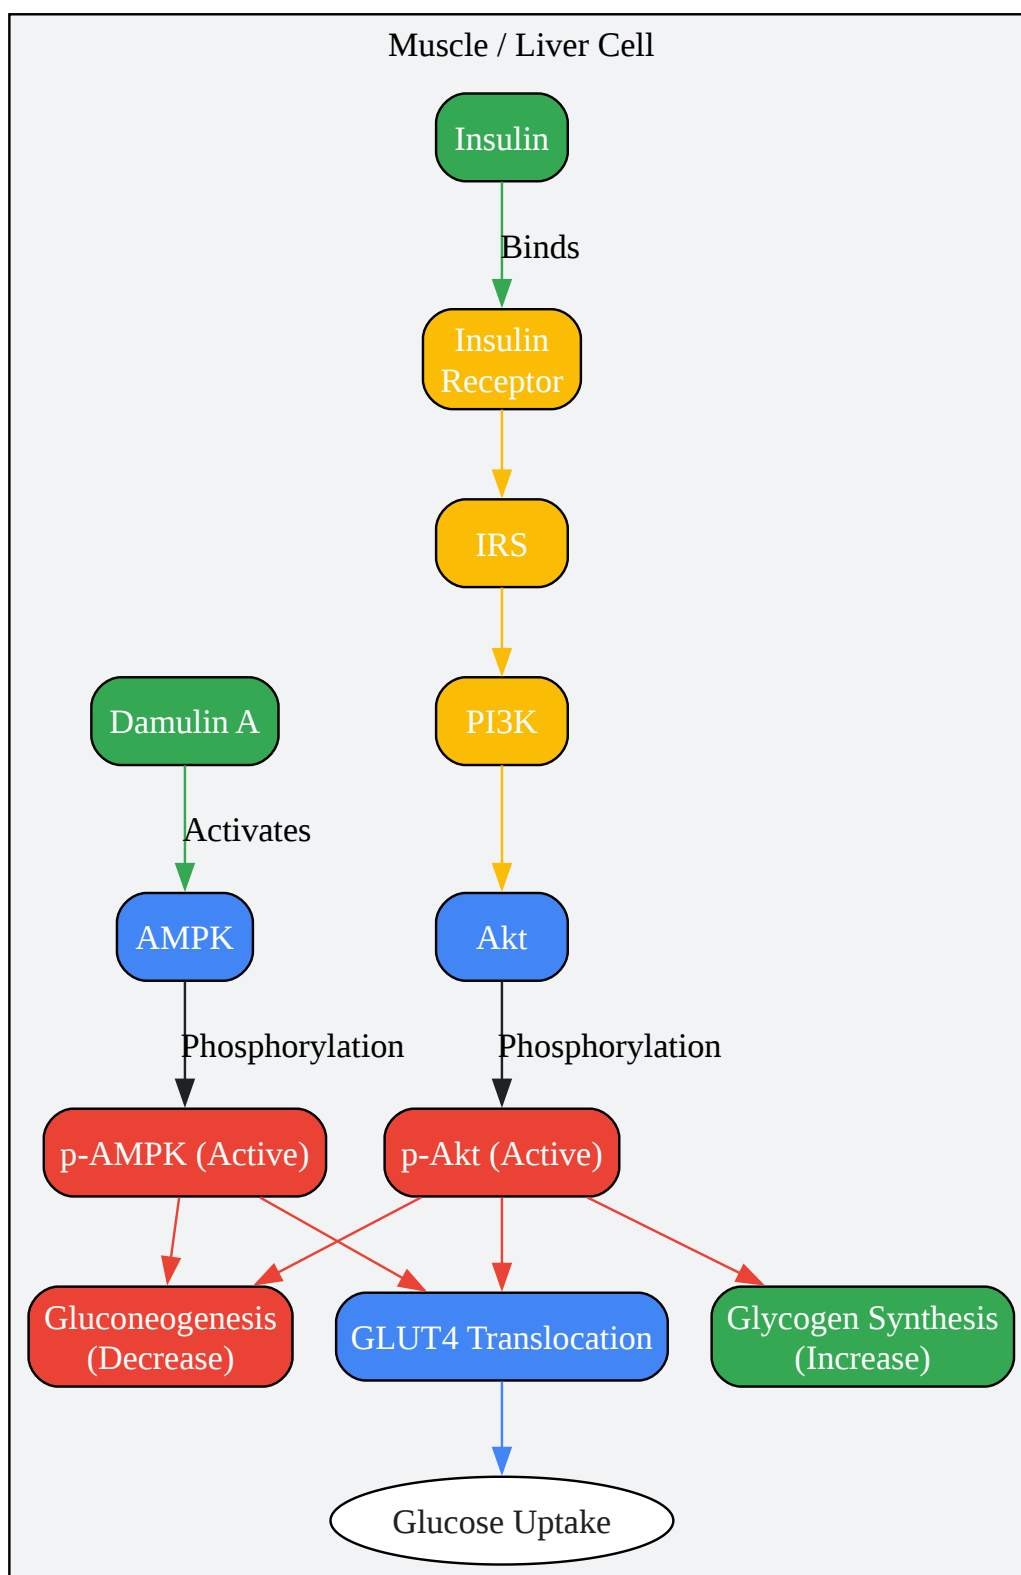 Muscle / Liver Cell
Insulin
Binds
Insulin
Receptor
IRS
PI3K
Damulin A
Activates
AMPK
Akt
Phosphorylation
Phosphorylation
p-AMPK (Active)
p-Akt (Active)
Gluconeogenesis
(Decrease)
GLUT4 Translocation
Glycogen Synthesis
(Increase)
Glucose Uptake